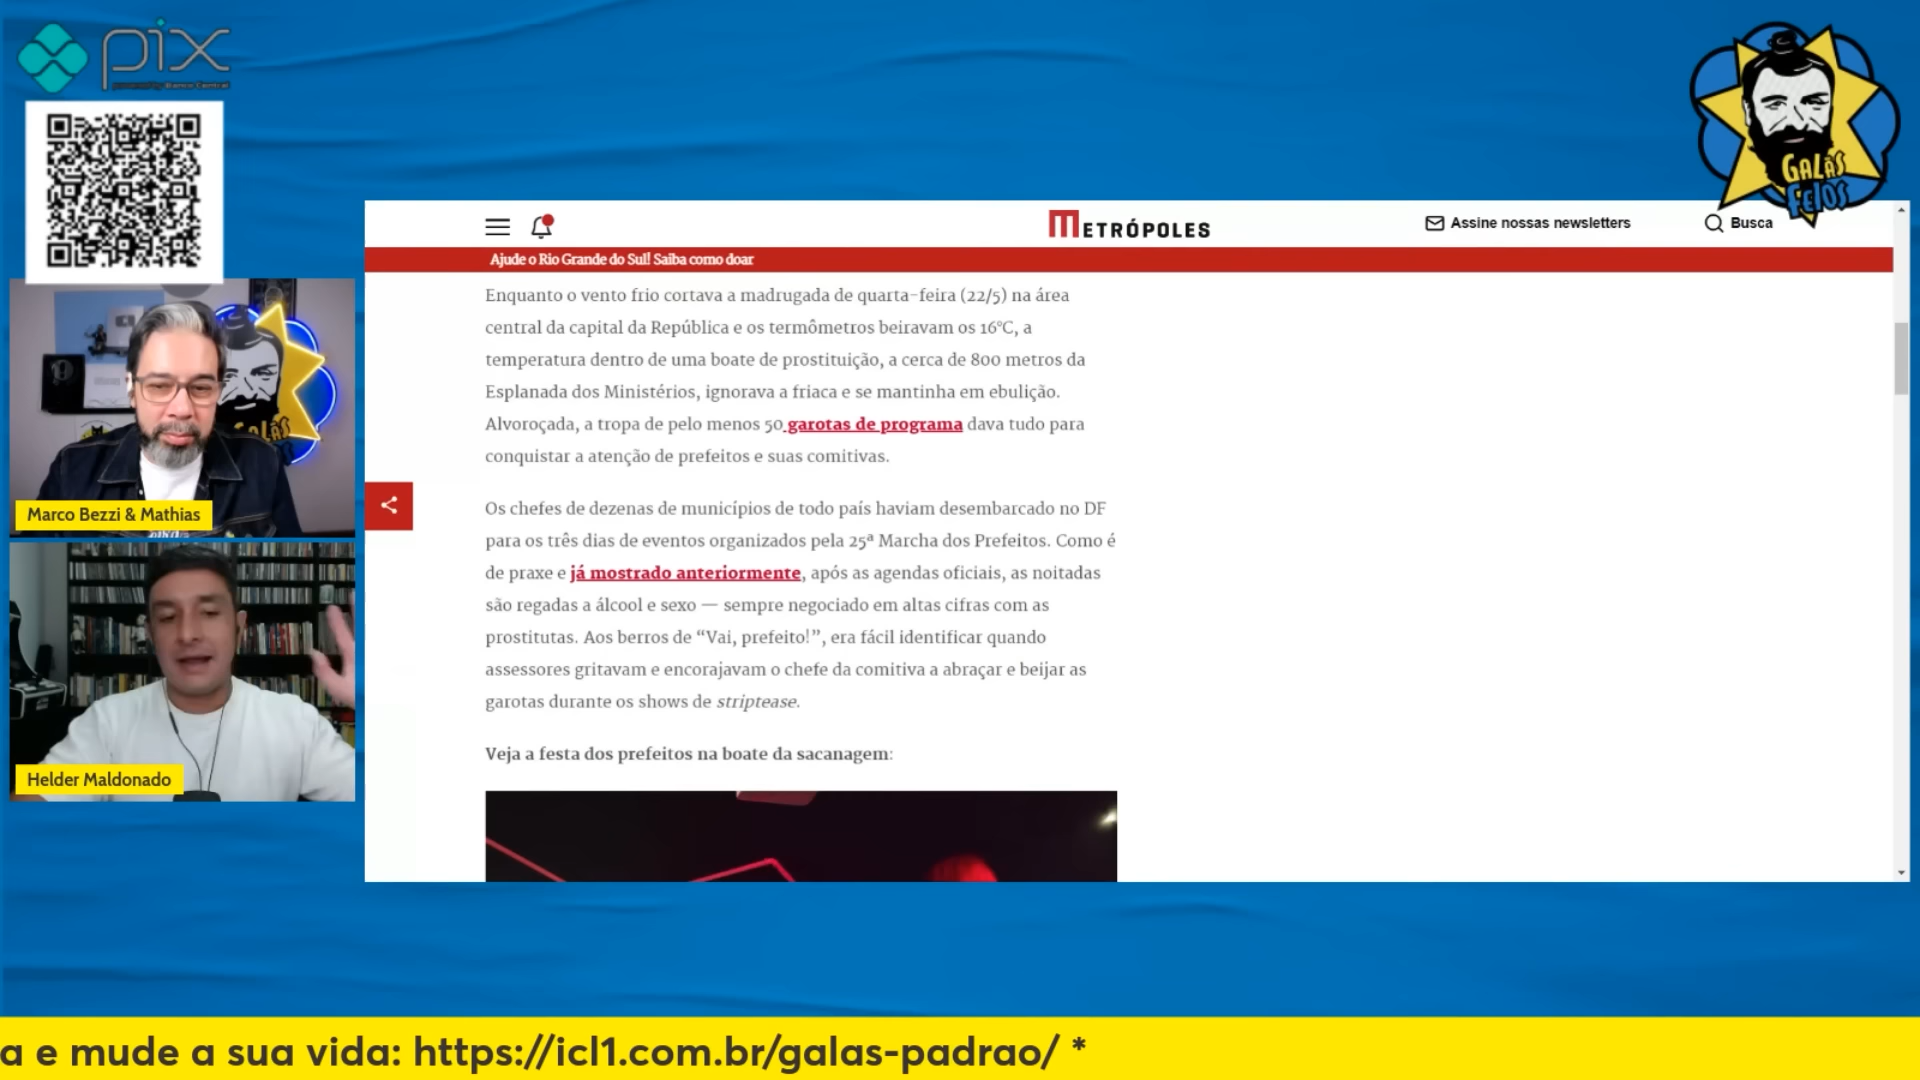 pix
powered by Banco Central
GALÃS
FEIOS
METRÓPOLES
Assine nossas newsletters
Busca
Ajude o Rio Grande do Sul! Saiba como doar
Enquanto o vento frio cortava a madrugada de quarta-feira (22/5) na área
central da capital da República e os termômetros beiravam os 16°C, a
temperatura dentro de uma boate de prostituição, a cerca de 800 metros da
Esplanada dos Ministérios, ignorava a friaca e se mantinha em ebulição.
Alvoroçada, a tropa de pelo menos 50 garotas de programa dava tudo para
conquistar a atenção de prefeitos e suas comitivas.
Os chefes de dezenas de municípios de todo país haviam desembarcado no DF
para os três dias de eventos organizados pela 25ª Marcha dos Prefeitos. Como é
de praxe e já mostrado anteriormente, após as agendas oficiais, as noitadas
são regadas a álcool e sexo — sempre negociado em altas cifras com as
prostitutas. Aos berros de “Vai, prefeito!”, era fácil identificar quando
assessores gritavam e encorajavam o chefe da comitiva a abraçar e beijar as
garotas durante os shows de striptease.
Veja a festa dos prefeitos na boate da sacanagem:
Marco Bezzi & Mathias
Helder Maldonado
a e mude a sua vida: https://icl1.com.br/galas-padrao/ *